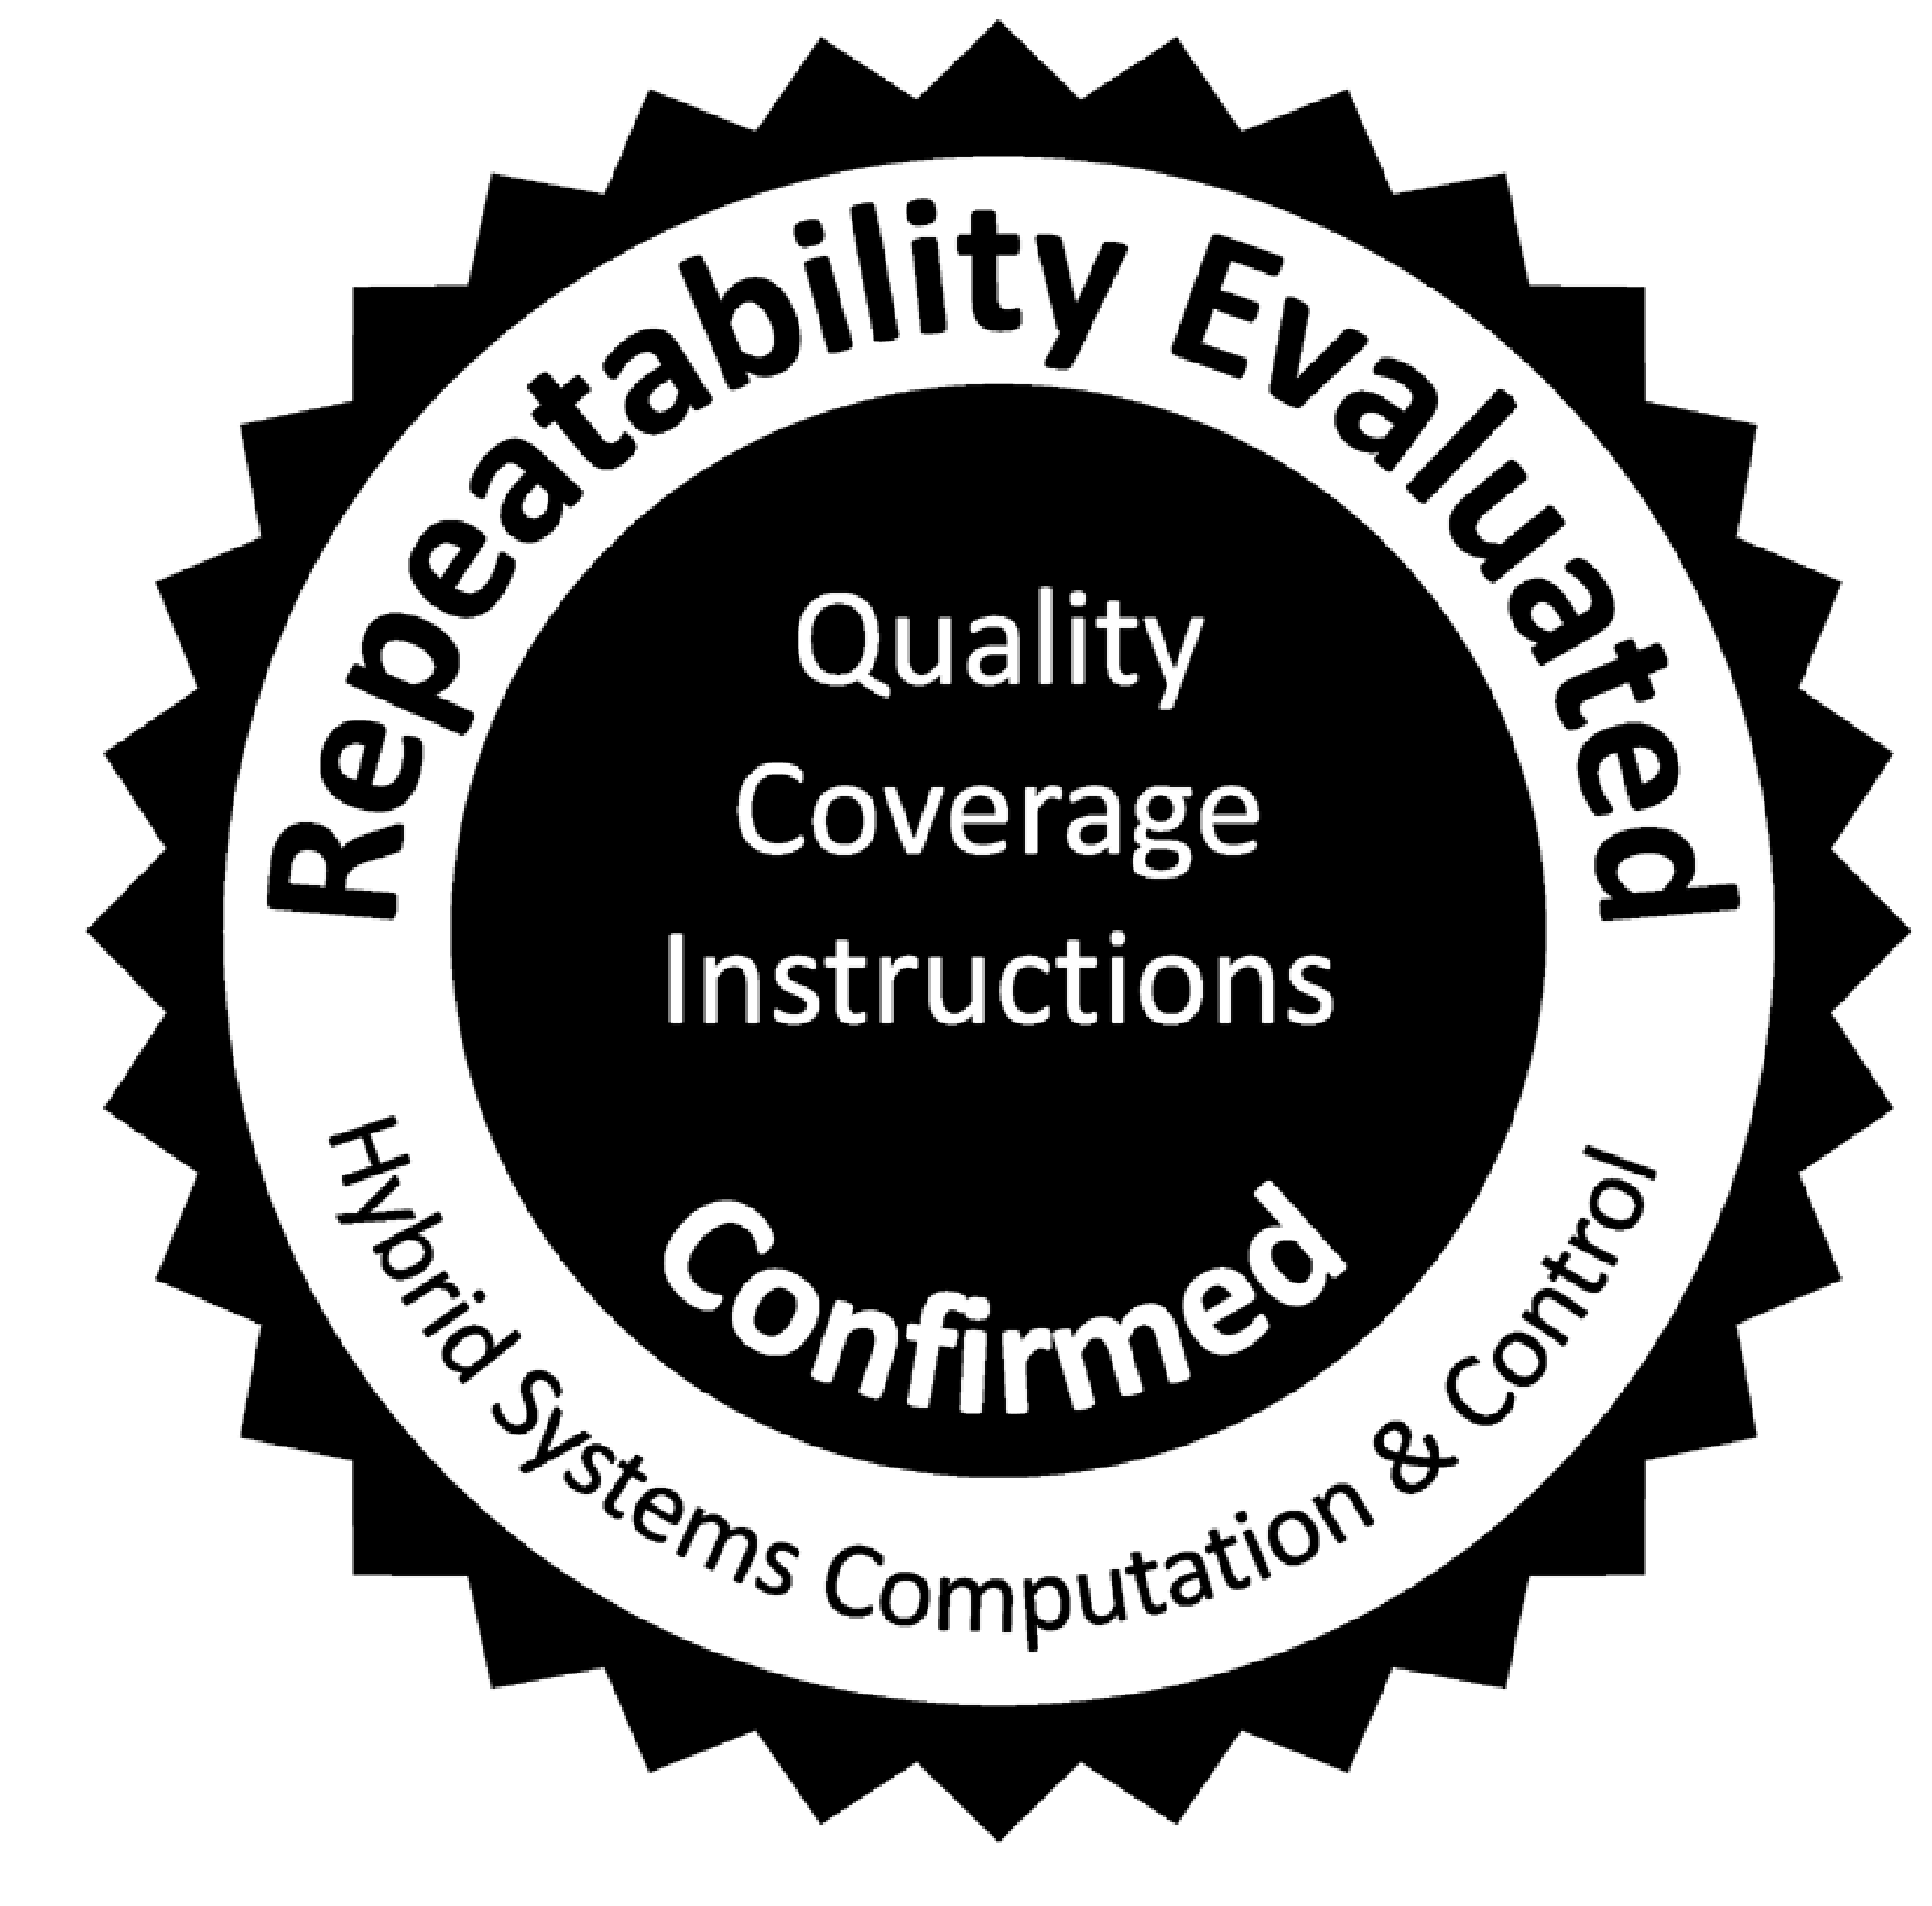 Repeatability Evaluated
Quality
Coverage
Instructions
Confirmed
Hybrid Systems Computation & Control